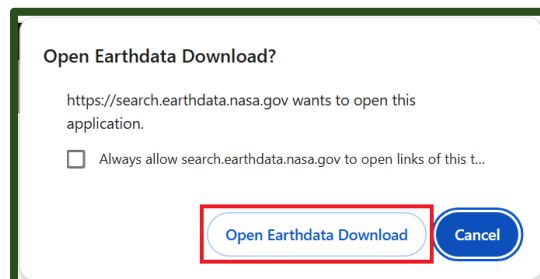 Open Earthdata Download?
https://search.earthdata.nasa.gov wants to open this
application.
Always allow search.earthdata.nasa.gov to open links of this t...
Open Earthdata Download
Cancel